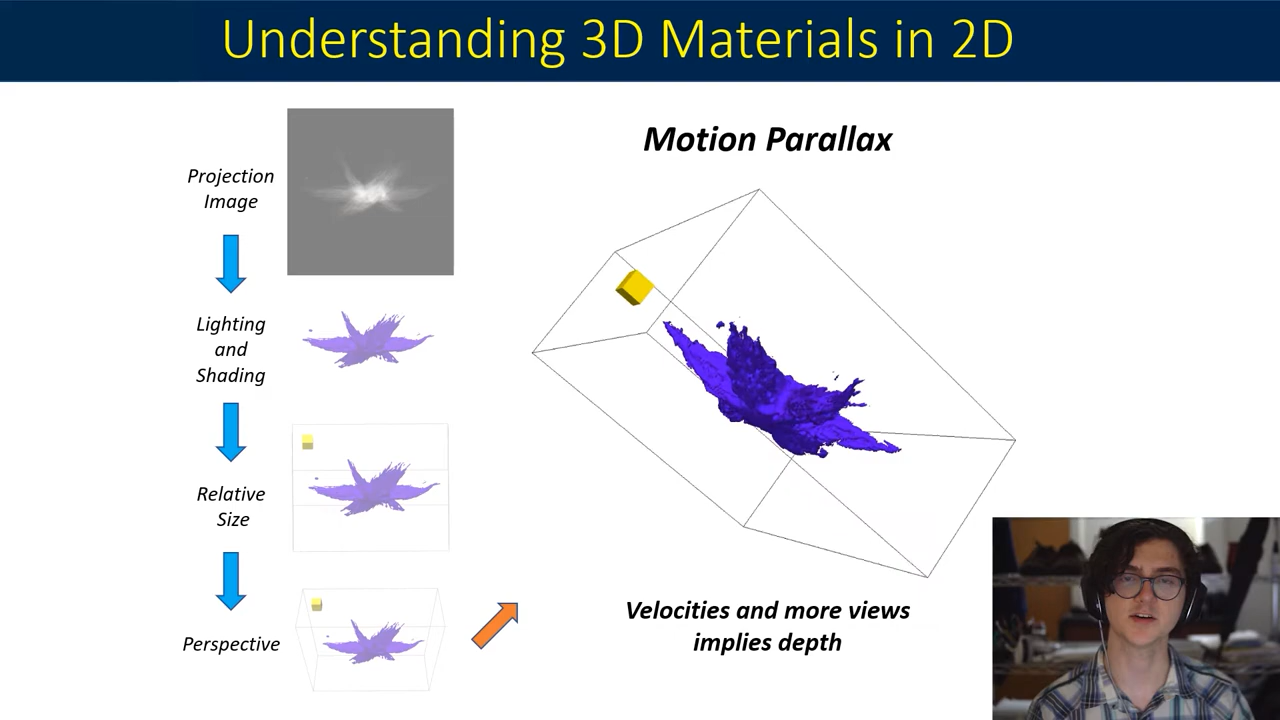 Understanding 3D Materials in 2D
Projection
Image
Lighting
and
Shading
Relative
Size
Perspective
Motion Parallax
Velocities and more views
implies depth